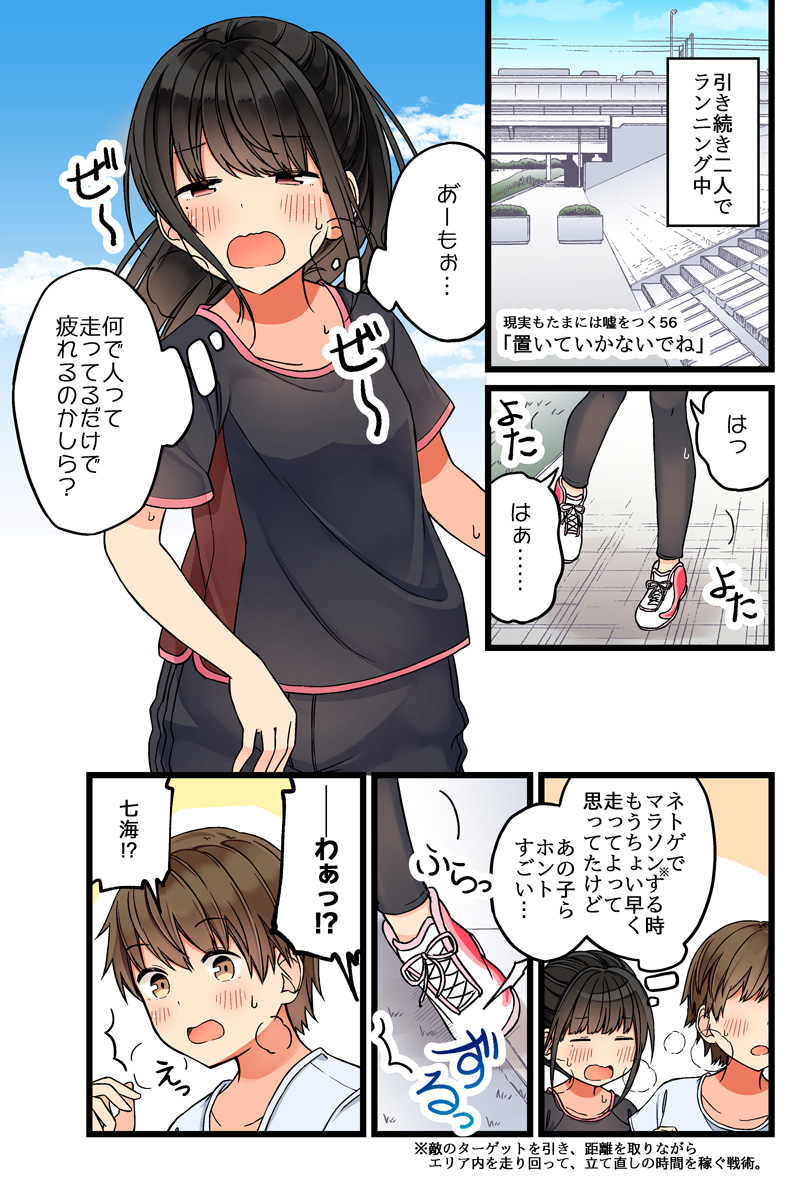 引き続き二人で
ランニング中
現実もたまには嘘をつく56
「置いていかないでね」
はっ
よた
はぁ……
よた
あ゛ーもぉ…
ぜ〜
ぜ〜
何で人って
走ってるだけで
疲れるのかしら？
ネトゲで
マラソン※する時
もうちょい早く
走ってよって
思ってたけど
あの子ら
ホント
すごい…
ふらっ
ずるっ
──わぁっ!?
七海!?
えっ
※敵のターゲットを引き、距離を取りながら
エリア内を走り回って、立て直しの時間を稼ぐ戦術。